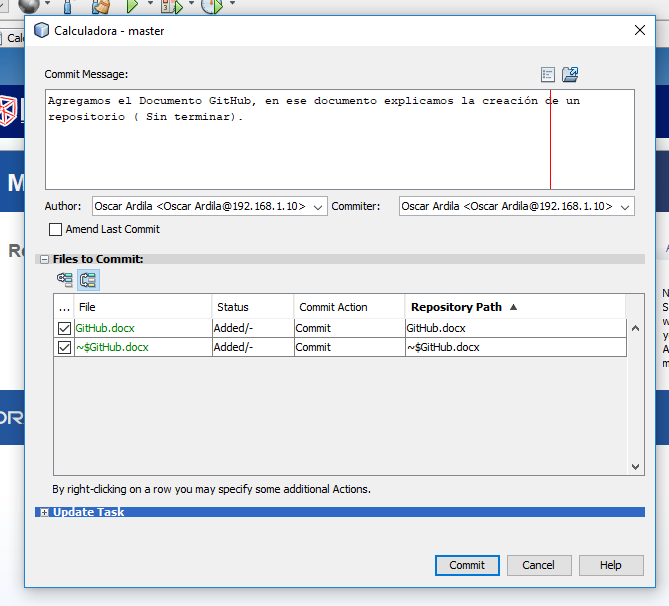 Calculadora - master
Cal
Commit Message:
Agregamos el Documento GitHub, en ese documento explicamos la creación de un
repositorio ( Sin terminar).
M
Author: Oscar Ardila <Oscar Ardila@192.168.1.10> Commiter: Oscar Ardila <Oscar Ardila@192.168.1.10>
Amend Last Commit
Files to Commit:
... File Status Commit Action Repository Path
GitHub.docx Added/- Commit GitHub.docx
~$GitHub.docx Added/- Commit ~$GitHub.docx
By right-clicking on a row you may specify some additional Actions.
Update Task
Commit Cancel Help